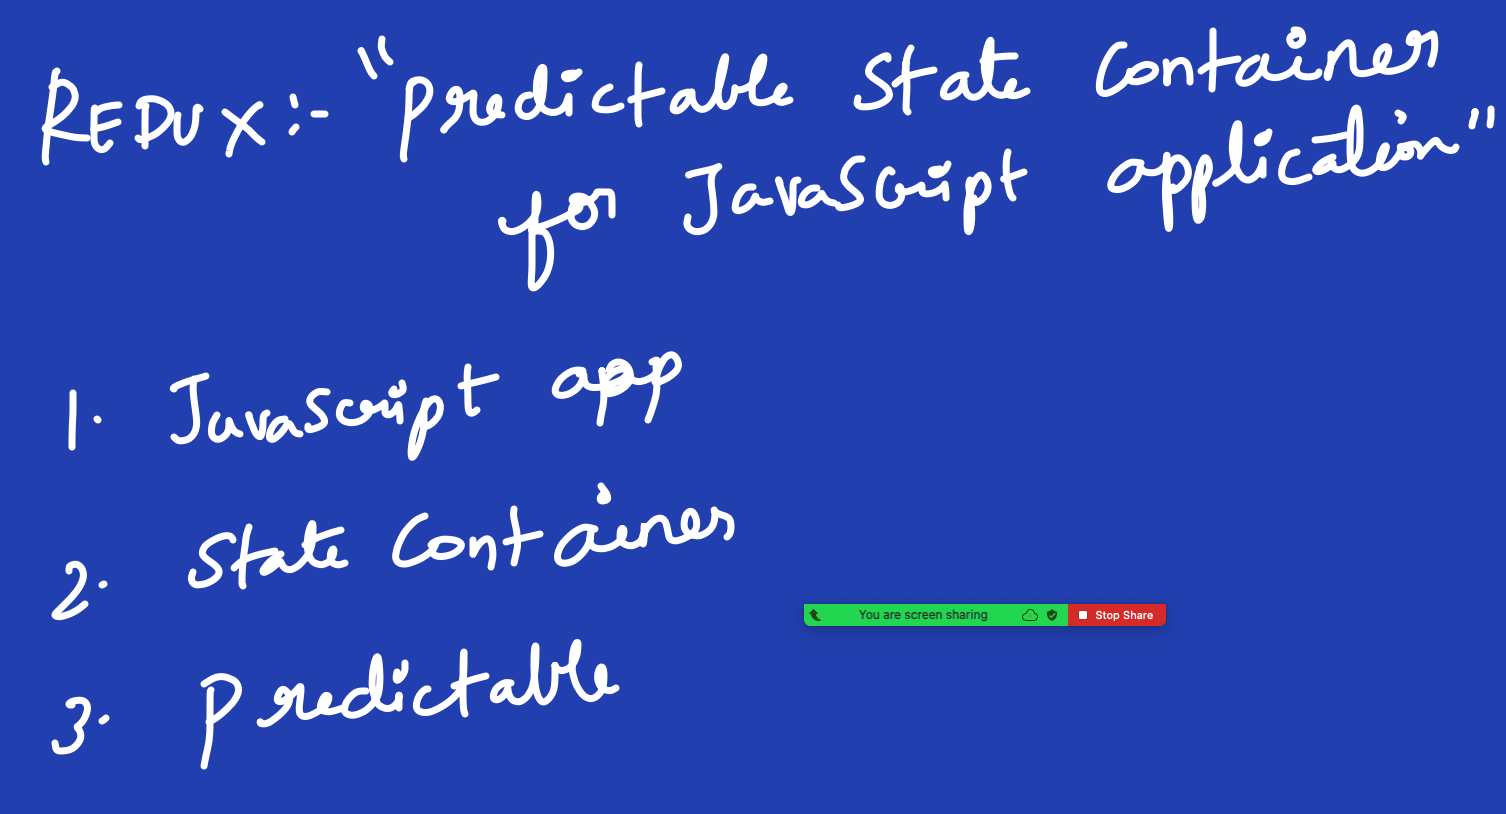 REDUX :- "Predictable State Container
for JavaScript application"
1. JavaScript app
2. State Container
You are screen sharing Stop Share
3. Predictable